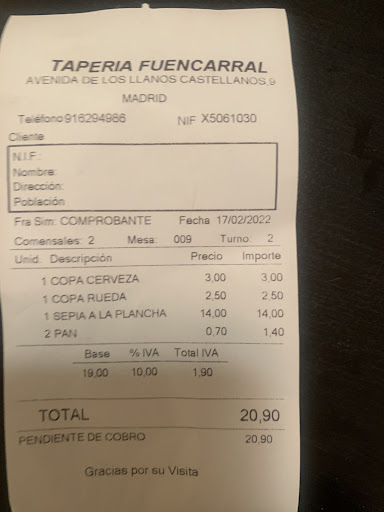 TAPERIA FUENCARRAL
AVENIDA DE LOS LLANOS CASTELLANOS,9
MADRID
Teléfono 916294986 NIF X5061030
Cliente
N.I.F.:
Nombre:
Dirección:
Población
Fra Sim: COMPROBANTE Fecha 17/02/2022
Comensales: 2 Mesa: 009 Turno: 2
Unid. Descripción Precio Importe
1 COPA CERVEZA 3,00 3,00
1 COPA RUEDA 2,50 2,50
1 SEPIA A LA PLANCHA 14,00 14,00
2 PAN 0,70 1,40
Base % IVA Total IVA
19,00 10,00 1,90
TOTAL 20,90
PENDIENTE DE COBRO 20,90
Gracias por su Visita